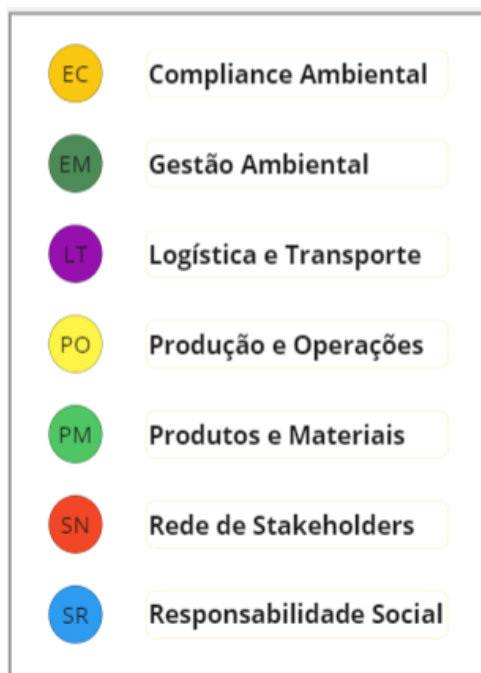 EC Compliance Ambiental
EM Gestão Ambiental
LT Logística e Transporte
PO Produção e Operações
PM Produtos e Materiais
SN Rede de Stakeholders
SR Responsabilidade Social